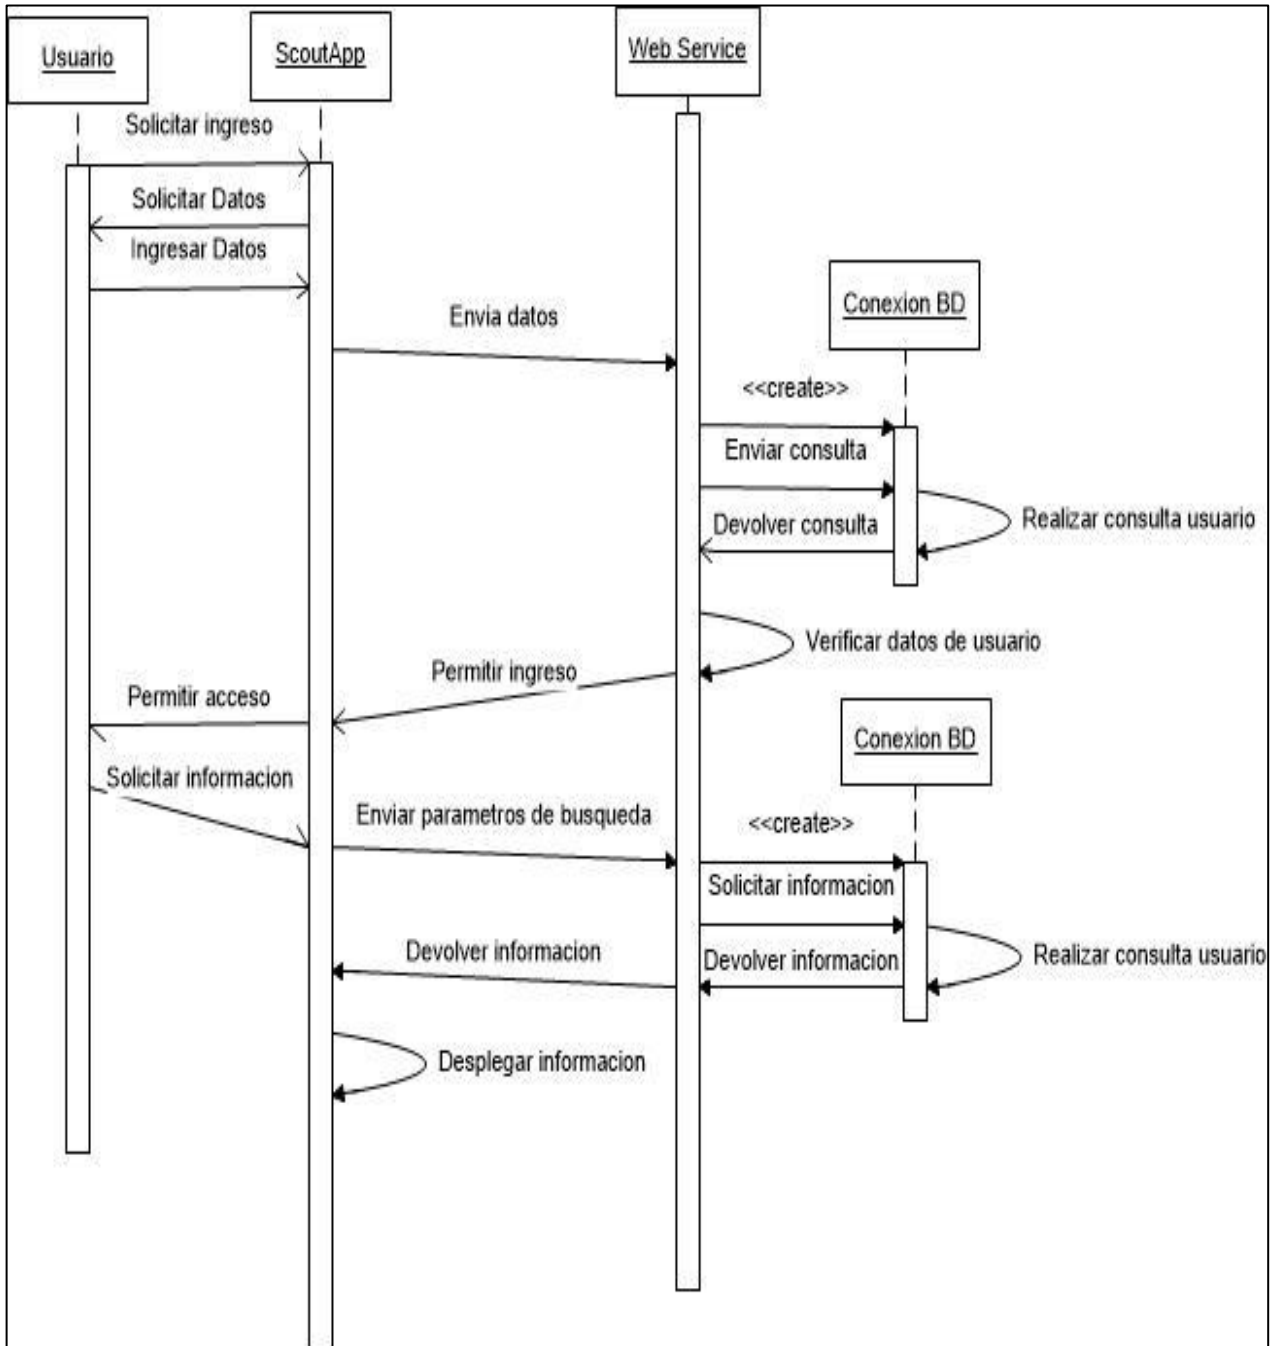 Usuario
ScoutApp
Web Service
Solicitar ingreso
Solicitar Datos
Ingresar Datos
Envia datos
Conexion BD
<<create>>
Enviar consulta
Devolver consulta
Realizar consulta usuario
Verificar datos de usuario
Permitir ingreso
Permitir acceso
Conexion BD
Solicitar informacion
Enviar parametros de busqueda
<<create>>
Solicitar informacion
Devolver informacion
Devolver informacion
Realizar consulta usuario
Desplegar informacion